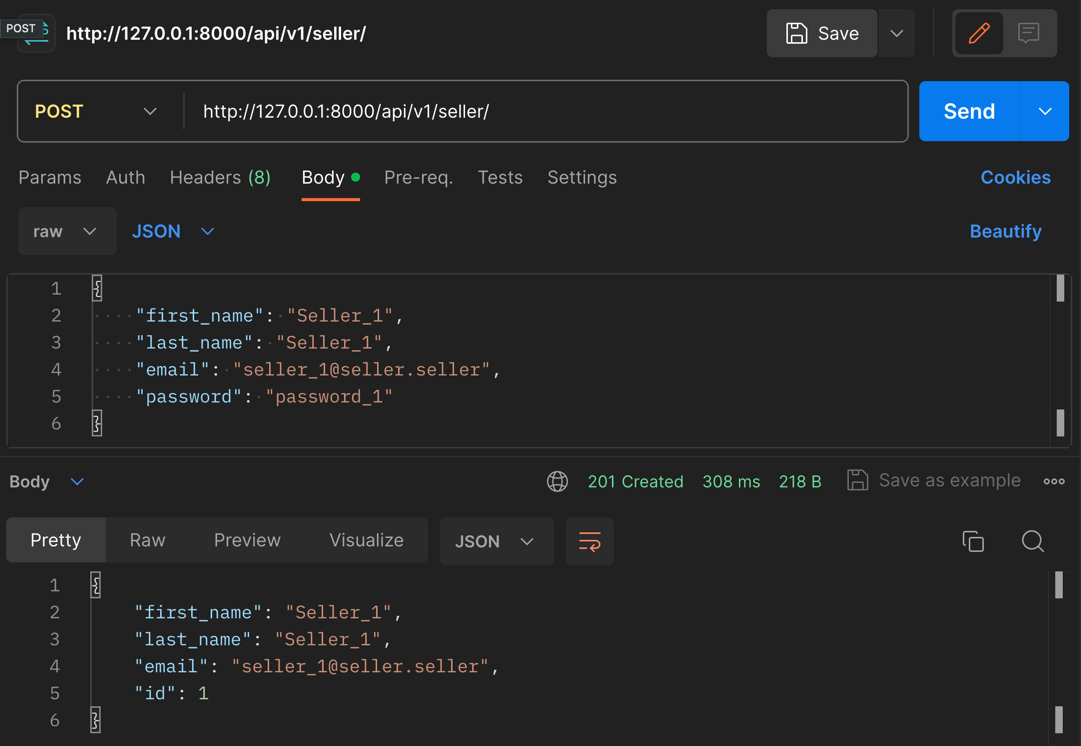 POST
http://127.0.0.1:8000/api/v1/seller/
Save
POST
http://127.0.0.1:8000/api/v1/seller/
Send
Params Auth Headers (8) Body Pre-req. Tests Settings Cookies
raw JSON Beautify
1 {
2 "first_name": "Seller_1",
3 "last_name": "Seller_1",
4 "email": "seller_1@seller.seller",
5 "password": "password_1"
6 }
Body 201 Created 308 ms 218 B Save as example
Pretty Raw Preview Visualize JSON
1 {
2 "first_name": "Seller_1",
3 "last_name": "Seller_1",
4 "email": "seller_1@seller.seller",
5 "id": 1
6 }